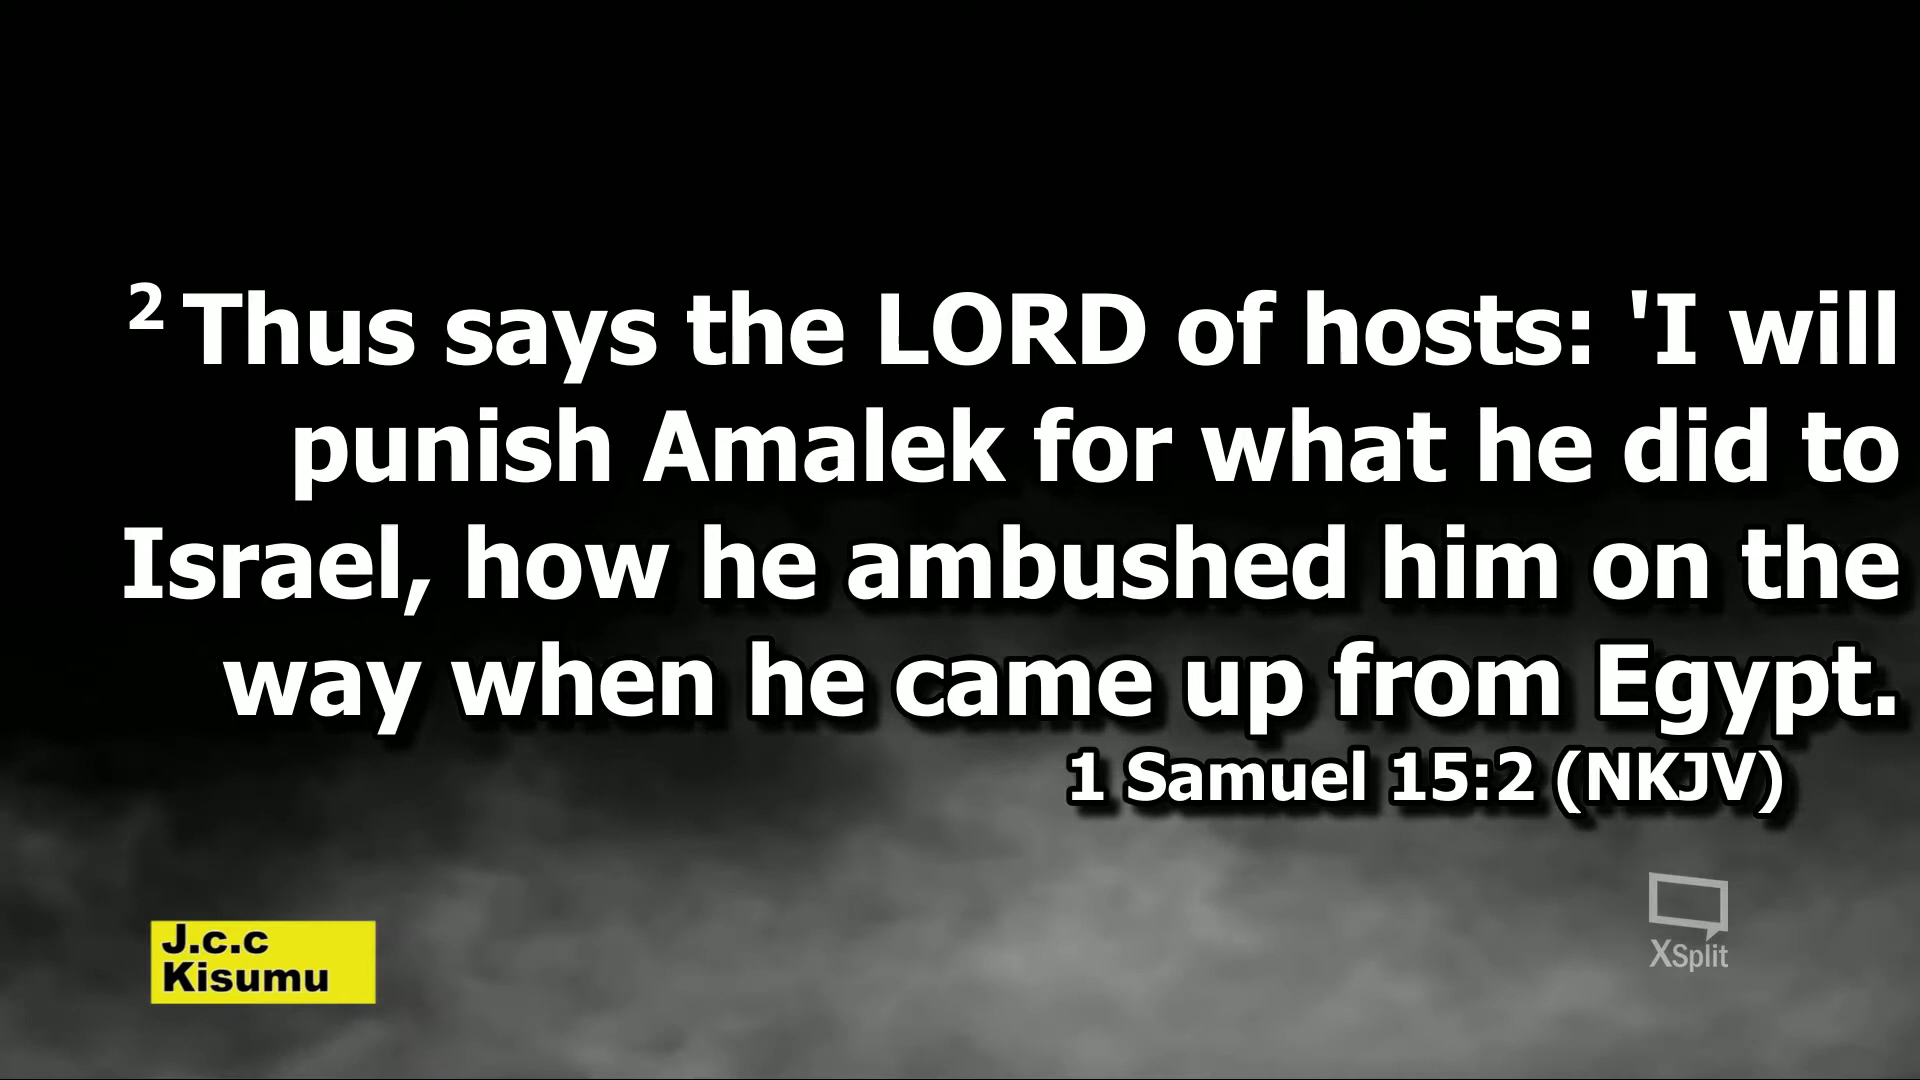 2 Thus says the LORD of hosts: 'I will
punish Amalek for what he did to
Israel, how he ambushed him on the
way when he came up from Egypt.
1 Samuel 15:2 (NKJV)
J.c.c
Kisumu
XSplit